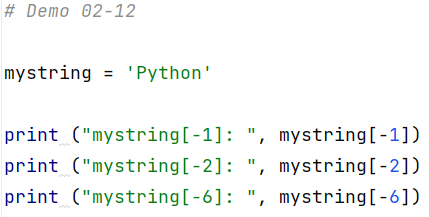 # Demo 02-12
mystring = 'Python'
print ("mystring[-1]: ", mystring[-1])
print ("mystring[-2]: ", mystring[-2])
print ("mystring[-6]: ", mystring[-6])